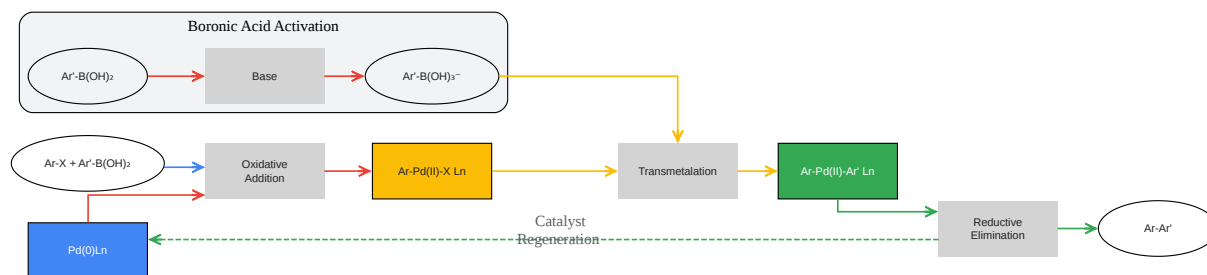 Boronic Acid Activation
Ar'-B(OH)₂
Base
Ar'-B(OH)₃⁻
Ar-X + Ar'-B(OH)₂
Oxidative
Addition
Ar-Pd(II)-X Ln
Transmetalation
Ar-Pd(II)-Ar' Ln
Catalyst
Regeneration
Reductive
Elimination
Ar-Ar'
Pd(0)Ln